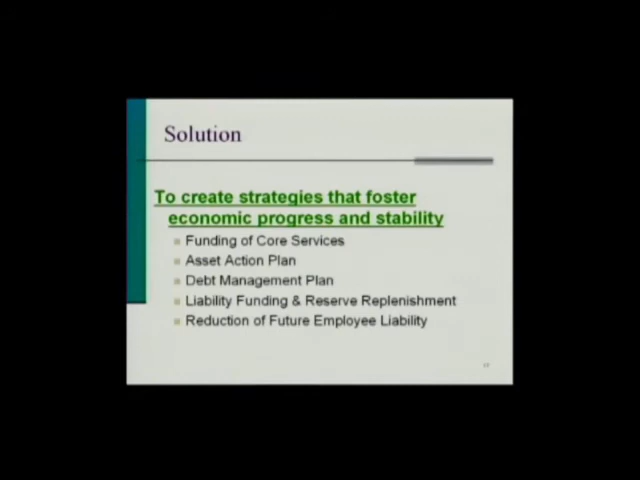 Solution
To create strategies that foster
economic progress and stability
Funding of Core Services
Asset Action Plan
Debt Management Plan
Liability Funding & Reserve Replenishment
Reduction of Future Employee Liability